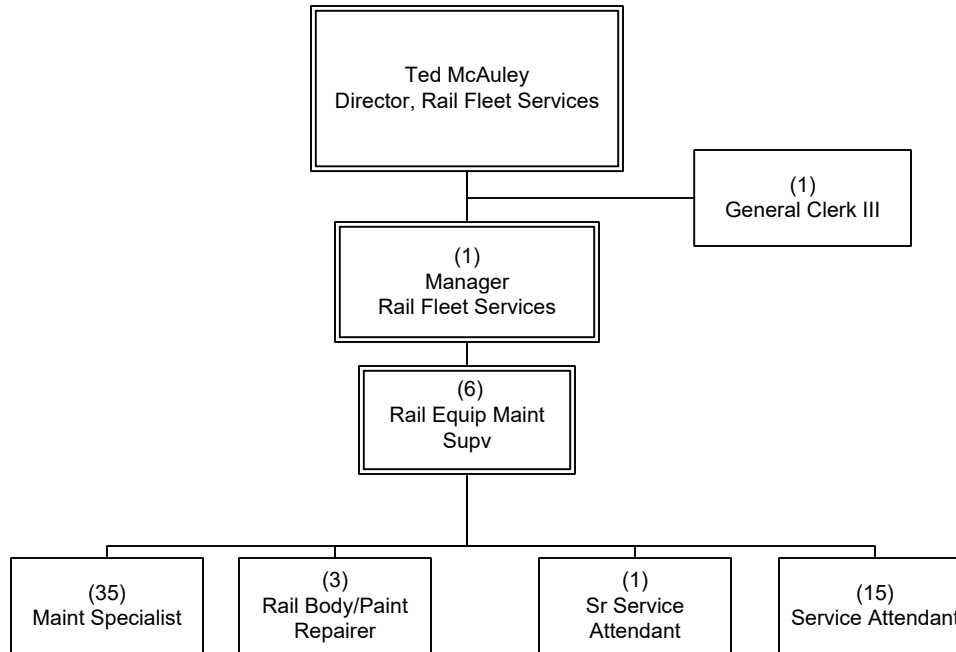 Ted McAuley
Director, Rail Fleet Services
(1)
General Clerk III
(1)
Manager
Rail Fleet Services
(6)
Rail Equip Maint
Supv
(35)
Maint Specialist
(3)
Rail Body/Paint
Repairer
(1)
Sr Service
Attendant
(15)
Service Attendant